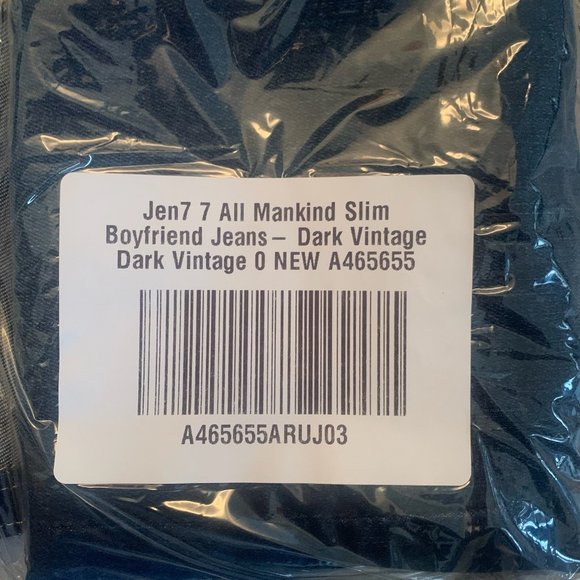 Jen7 7 All Mankind Slim
Boyfriend Jeans– Dark Vintage
Dark Vintage 0 NEW A465655
A465655ARUJ03